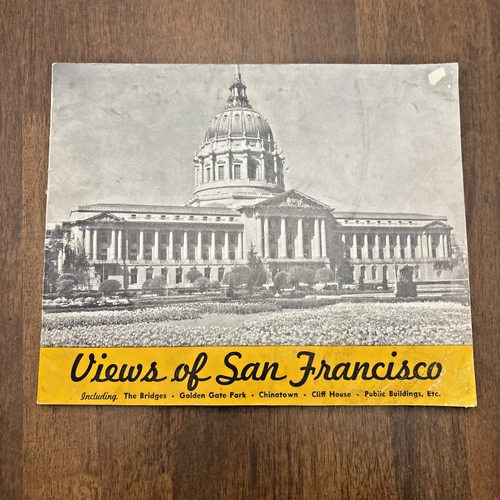 Views of San Francisco
Including The Bridges - Golden Gate Park - Chinatown - Cliff House - Public Buildings, Etc.